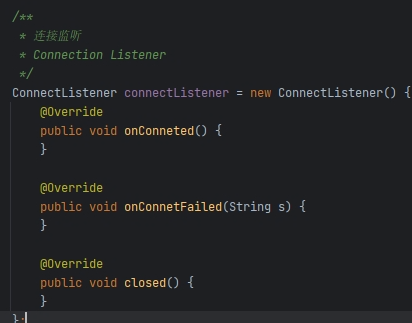 /**
* 连接监听
* Connection Listener
*/
ConnectListener connectListener = new ConnectListener() {
@Override
public void onConneted() {
}
@Override
public void onConnetFailed(String s) {
}
@Override
public void closed() {
}
};